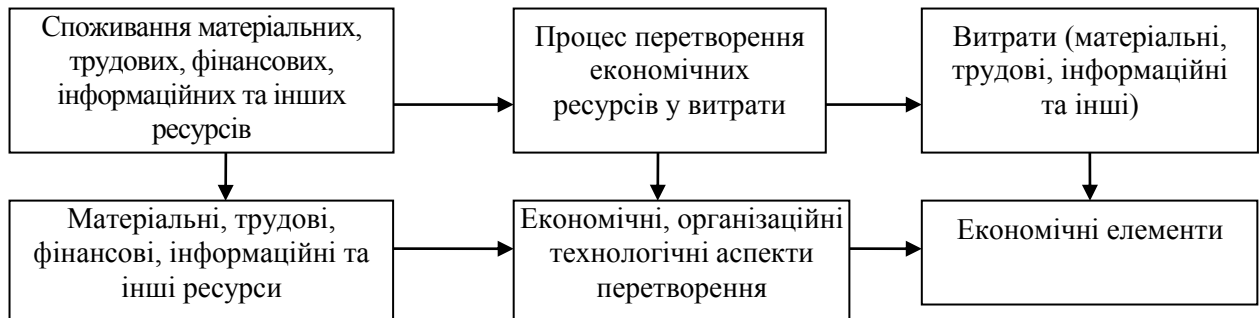 Споживання матеріальних,
трудових, фінансових,
інформаційних та інших
ресурсів
Процес перетворення
економічних
ресурсів у витрати
Витрати (матеріальні,
трудові, інформаційні
та інші)
Матеріальні, трудові,
фінансові, інформаційні та
інші ресурси
Економічні, організаційні
технологічні аспекти
перетворення
Економічні елементи